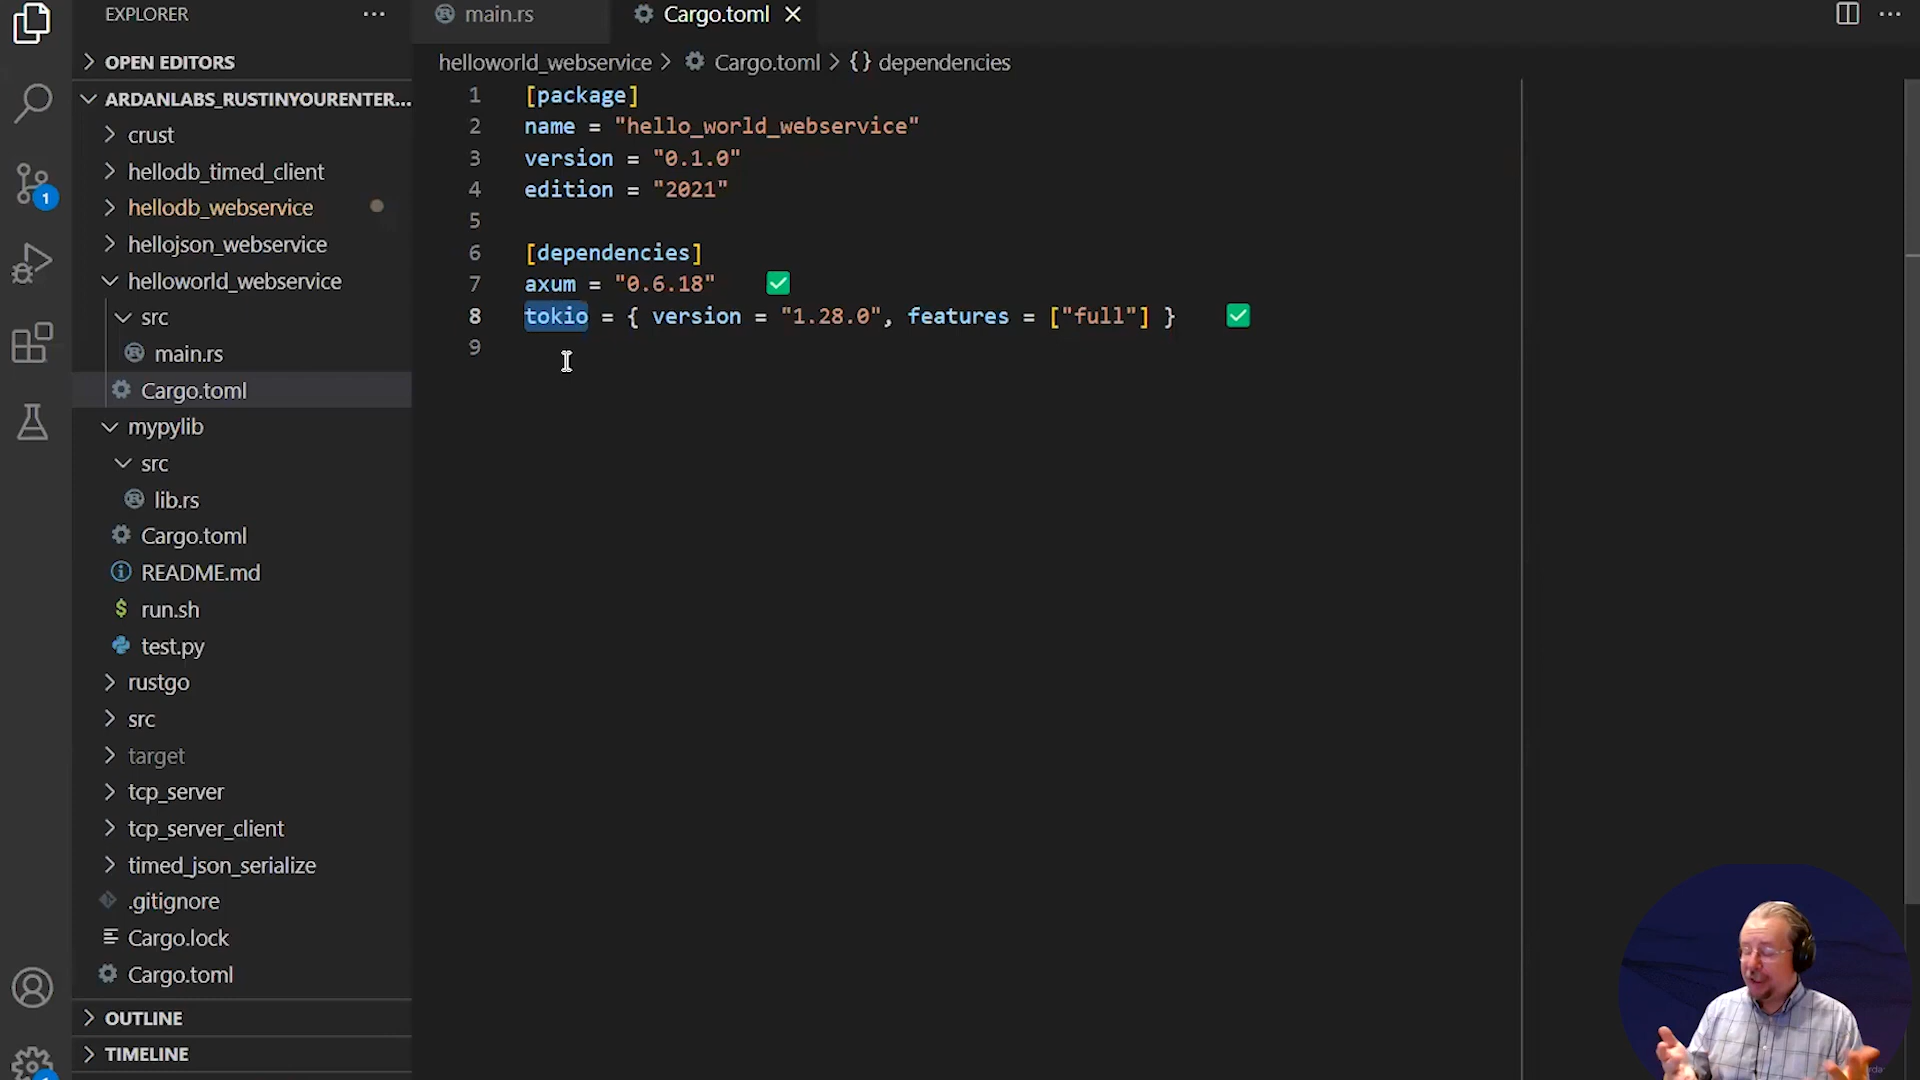 EXPLORER
OPEN EDITORS
ARDANLABS_RUSTINYOURENTER...
crust
hellodb_timed_client
hellodb_webservice
hellojson_webservice
helloworld_webservice
src
main.rs
Cargo.toml
mypylib
src
lib.rs
Cargo.toml
README.md
run.sh
test.py
rustgo
src
target
tcp_server
tcp_server_client
timed_json_serialize
.gitignore
Cargo.lock
Cargo.toml
OUTLINE
TIMELINE
1
main.rs
Cargo.toml
helloworld_webservice > Cargo.toml > {} dependencies
1 [package]
2 name = "hello_world_webservice"
3 version = "0.1.0"
4 edition = "2021"
5
6 [dependencies]
7 axum = "0.6.18"
8 tokio = { version = "1.28.0", features = ["full"] }
9